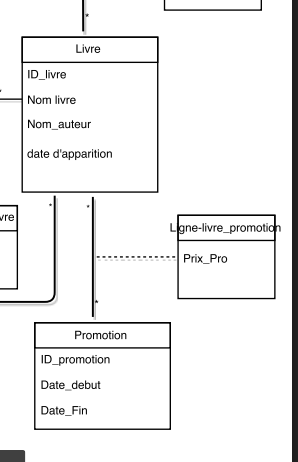 *
Livre
ID_livre
Nom livre
Nom_auteur
date d'apparition
*
*
vre
Ligne-livre_promotion
Prix_Pro
*
Promotion
ID_promotion
Date_debut
Date_Fin